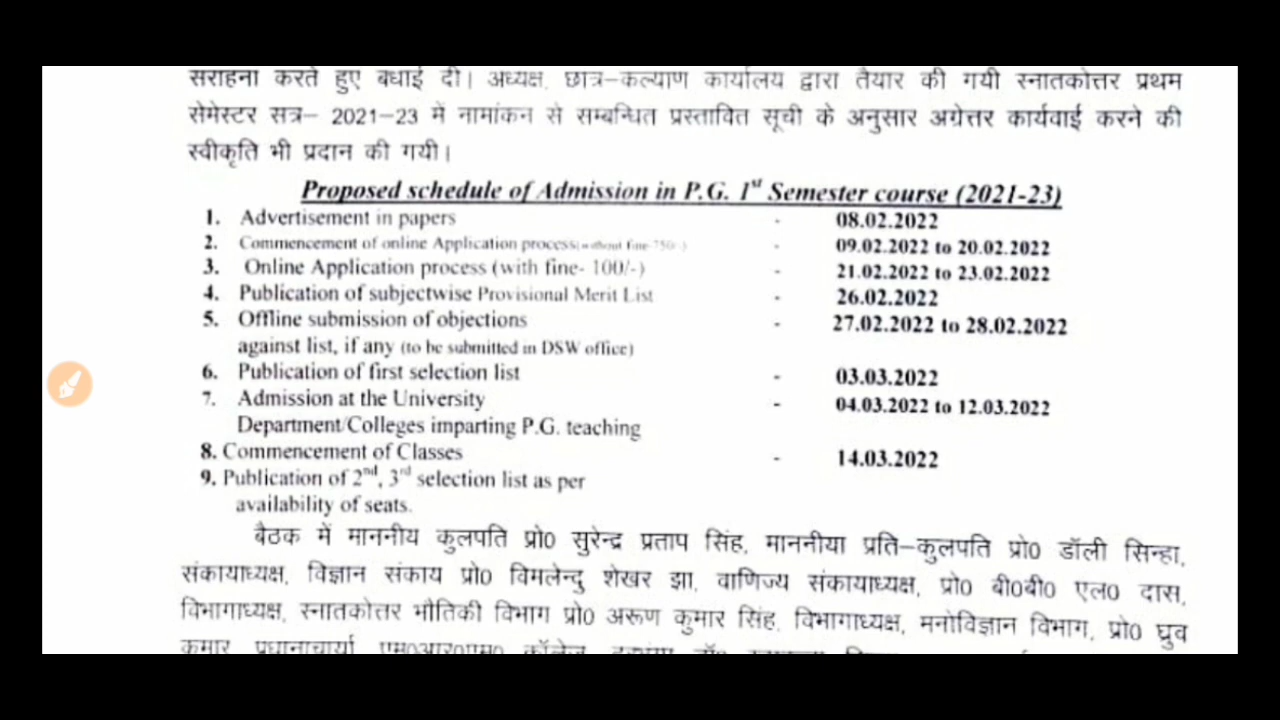 सराहना करते हुए बधाई दी। अध्यक्ष, छात्र–कल्याण कार्यालय द्वारा तैयार की गयी स्नातकोत्तर प्रथम
सेमेस्टर सत्र– 2021–23 में नामांकन से सम्बन्धित प्रस्तावित सूची के अनुसार अग्रेत्तर कार्यवाई करने की
स्वीकृति भी प्रदान की गयी।
Proposed schedule of Admission in P.G. 1st Semester course (2021-23)
1. Advertisement in papers - 08.02.2022
2. Commencement of online Application process(without fine-750/-) - 09.02.2022 to 20.02.2022
3. Online Application process (with fine- 100/-) - 21.02.2022 to 23.02.2022
4. Publication of subjectwise Provisional Merit List - 26.02.2022
5. Offline submission of objections - 27.02.2022 to 28.02.2022
against list, if any (to be submitted in DSW office)
6. Publication of first selection list - 03.03.2022
7. Admission at the University - 04.03.2022 to 12.03.2022
Department/Colleges imparting P.G. teaching
8. Commencement of Classes - 14.03.2022
9. Publication of 2nd, 3rd selection list as per
availability of seats.
बैठक में माननीय कुलपति प्रो0 सुरेन्द्र प्रताप सिंह, माननीया प्रति–कुलपति प्रो0 डॉली सिन्हा,
संकायाध्यक्ष, विज्ञान संकाय प्रो0 विमलेन्दु शेखर झा, वाणिज्य संकायाध्यक्ष, प्रो0 बी0बी0 एल0 दास,
विभागाध्यक्ष, स्नातकोत्तर भौतिकी विभाग प्रो0 अरूण कुमार सिंह, विभागाध्यक्ष, मनोविज्ञान विभाग, प्रो0 ध्रुव
कुमार प्रधानाचार्या एम0आर0एम0 कॉलेज